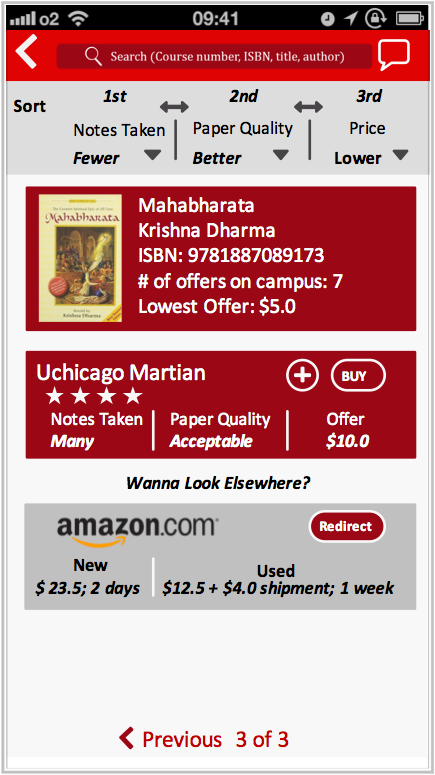 o2 09:41
Search (Course number, ISBN, title, author)
Sort 1st 2nd 3rd
Notes Taken Paper Quality Price
Fewer Better Lower
Mahabharata
Mahabharata
Krishna Dharma
ISBN: 9781887089173
# of offers on campus: 7
Lowest Offer: $5.0
Krishna Dharma
Uchicago Martian + BUY
Notes Taken Paper Quality Offer
Many Acceptable $10.0
Wanna Look Elsewhere?
amazon.com Redirect
New Used
$ 23.5; 2 days $12.5 + $4.0 shipment; 1 week
Previous 3 of 3